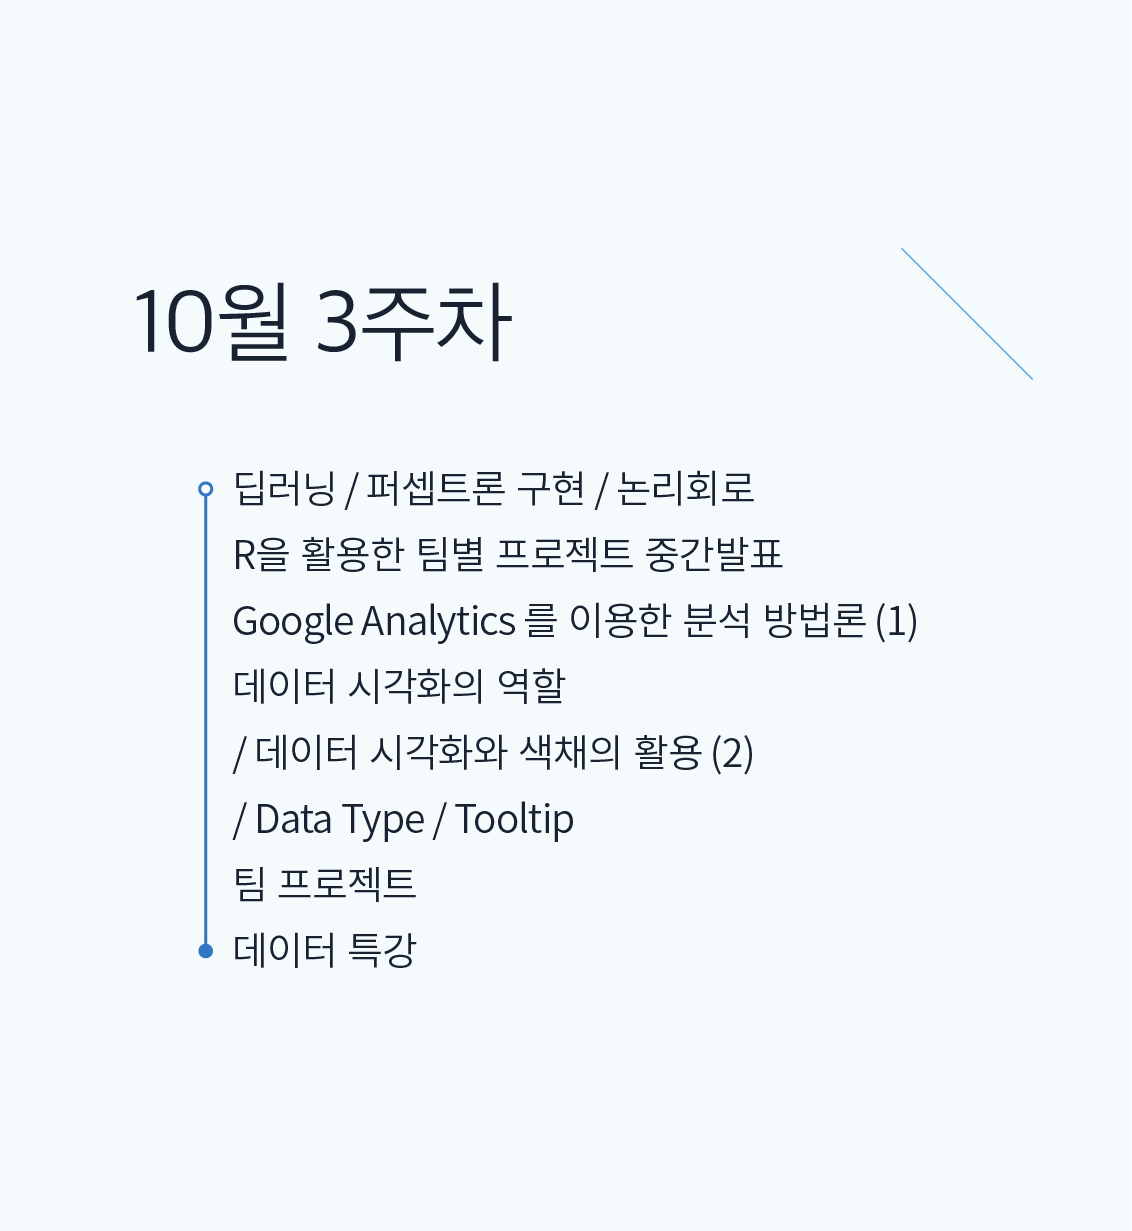 10월 3주차
딥러닝 / 퍼셉트론 구현 / 논리회로
R을 활용한 팀별 프로젝트 중간발표
Google Analytics 를 이용한 분석 방법론 (1)
데이터 시각화의 역할
/ 데이터 시각화와 색채의 활용 (2)
/ Data Type / Tooltip
팀 프로젝트
데이터 특강